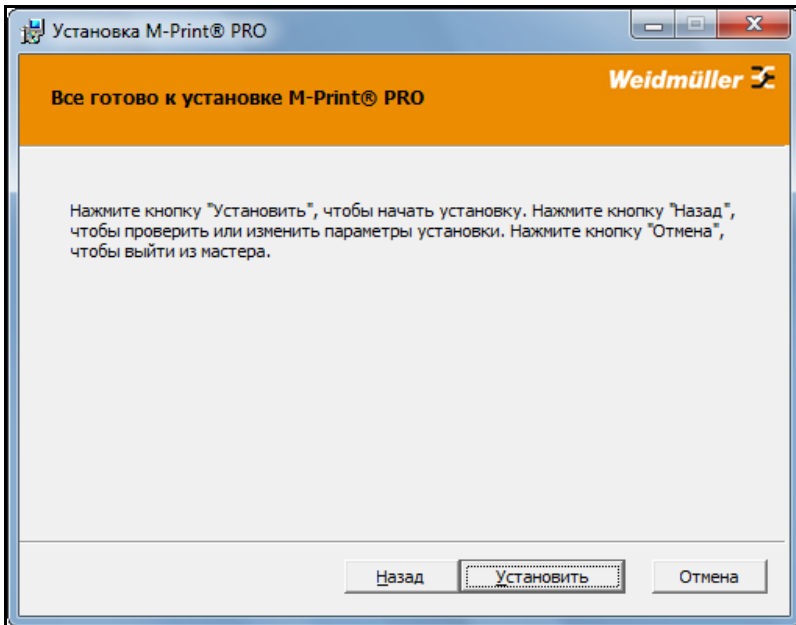 Установка M-Print® PRO
Все готово к установке M-Print® PRO
Weidmüller
Нажмите кнопку "Установить", чтобы начать установку. Нажмите кнопку "Назад",
чтобы проверить или изменить параметры установки. Нажмите кнопку "Отмена",
чтобы выйти из мастера.
Назад
Установить
Отмена